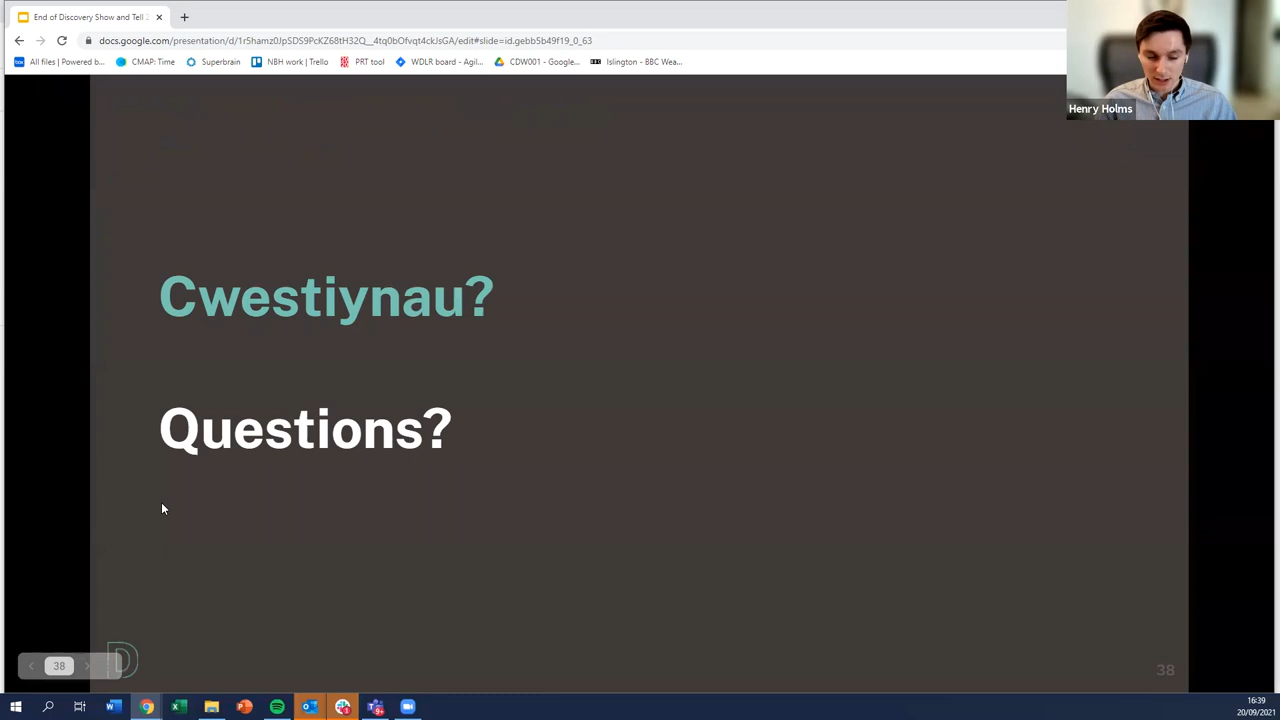 End of Discovery Show and Tell 2
docs.google.com/presentation/d/1r5hamz0JpSDS9PcKZ68tH32Q__4tq0bOfvqt4ckJsGA/edit#slide=id.gebb5b49f19_0_63
All files | Powered b... CMAP: Time Superbrain NBH work | Trello PRT tool WDLR board - Agil... CDW001 - Google... Islington - BBC Wea...
Henry Holms
Cwestiynau?
Questions?
D
38
38
16:39
20/09/2021